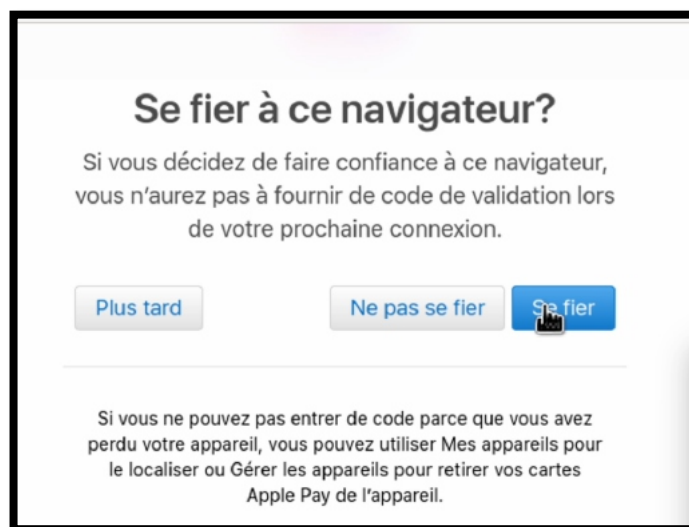 Se fier à ce navigateur?
Si vous décidez de faire confiance à ce navigateur,
vous n’aurez pas à fournir de code de validation lors
de votre prochaine connexion.
Plus tard
Ne pas se fier
Se fier
Si vous ne pouvez pas entrer de code parce que vous avez
perdu votre appareil, vous pouvez utiliser Mes appareils pour
le localiser ou Gérer les appareils pour retirer vos cartes
Apple Pay de l’appareil.